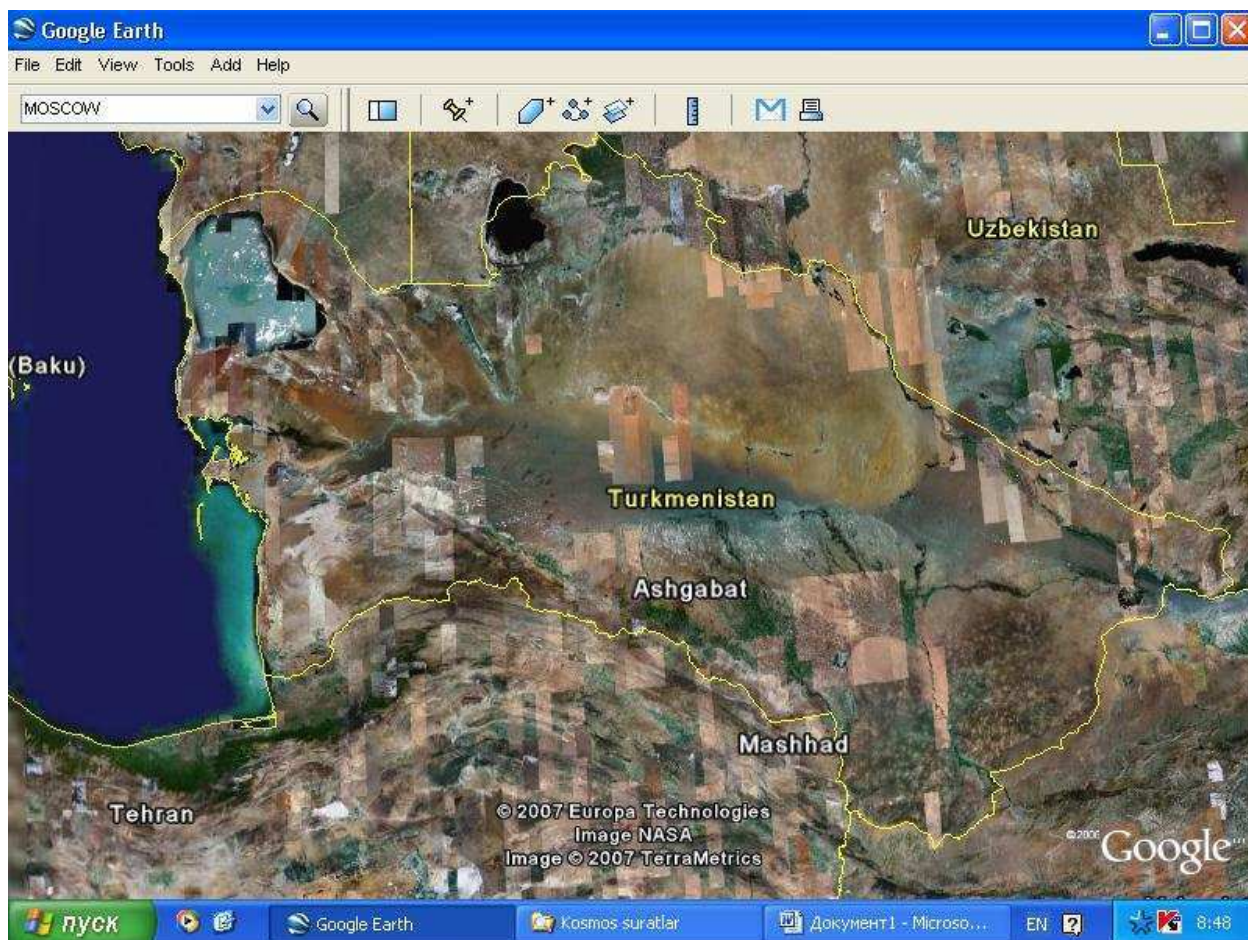 Google Earth
File Edit View Tools Add Help
MOSCOW
Uzbekistan
(Baku)
Turkmenistan
Ashgabat
Mashhad
Tehran
© 2007 Europa Technologies
Image NASA
Image © 2007 TerraMetrics
Google
пуск
Google Earth
Kosmos suratlar
Документ1 - Microso...
EN
8:48